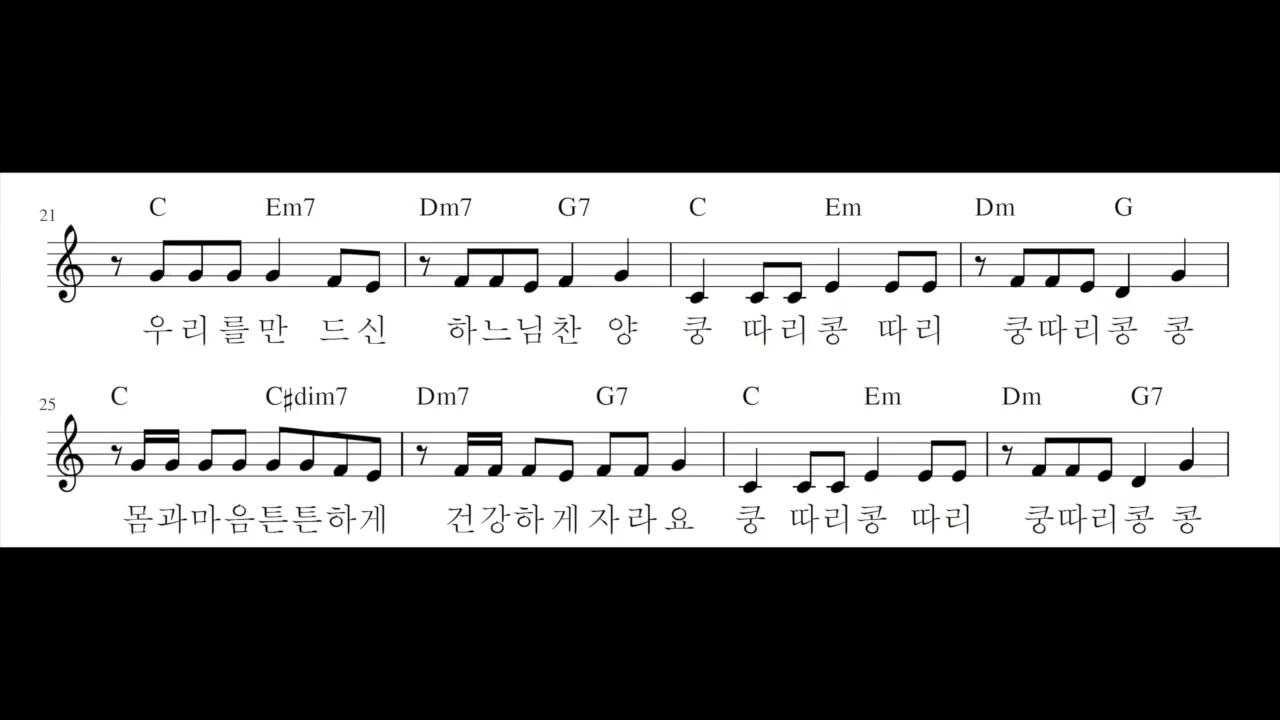 21 C Em7 Dm7 G7 C Em Dm G
우리를만 드신 하느님찬 양 쿵 따리콩 따리 쿵따리콩 콩
25 C C♯dim7 Dm7 G7 C Em Dm G7
몸과마음튼튼하게 건강하게자라요 쿵 따리콩 따리 쿵따리콩 콩